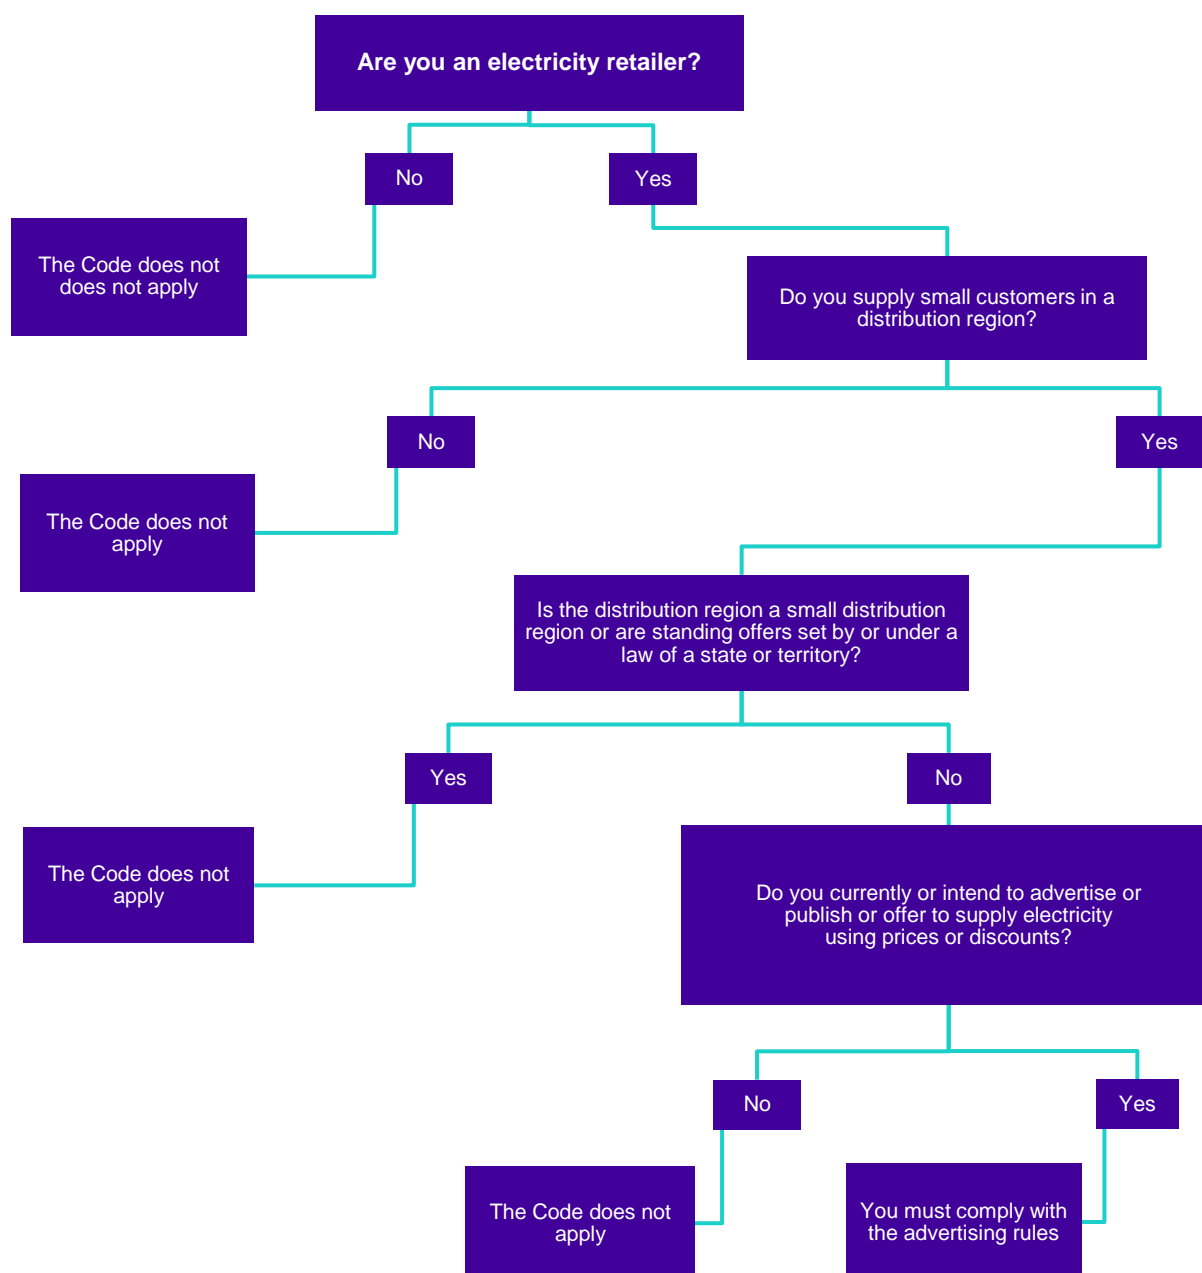 Are you an electricity retailer?
No
Yes
The Code does not
does not apply
Do you supply small customers in a
distribution region?
No
Yes
The Code does not
apply
Is the distribution region a small distribution
region or are standing offers set by or under a
law of a state or territory?
Yes
No
The Code does not
apply
Do you currently or intend to advertise or
publish or offer to supply electricity
using prices or discounts?
No
Yes
The Code does not
apply
You must comply with
the advertising rules